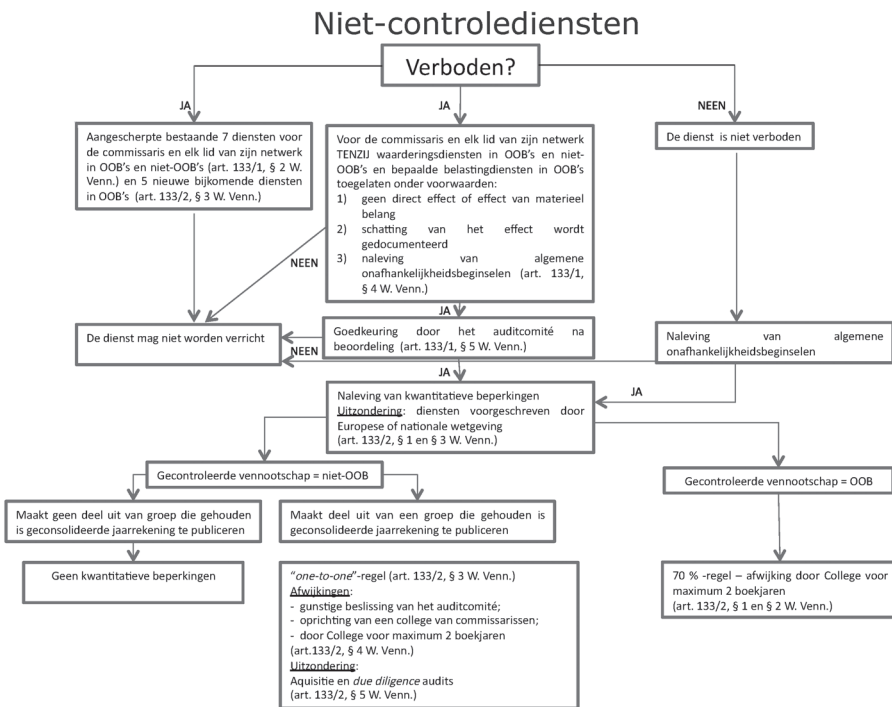 Niet-controlediensten
Verboden?
JA
JA
NEEN
Aangescherpte bestaande 7 diensten voor
de commissaris en elk lid van zijn netwerk
in OOB's en niet-OOB's (art. 133/1, § 2 W.
Venn.) en 5 nieuwe bijkomende diensten
in OOB's (art. 133/2, § 3 W. Venn.)
Voor de commissaris en elk lid van zijn netwerk
TENZIJ waarderingsdiensten in OOB's en niet-
OOB's en bepaalde belastingdiensten in OOB's
toegelaten onder voorwaarden:
1) geen direct effect of effect van materieel
belang
2) schatting van het effect wordt
gedocumenteerd
3) naleving van algemene
onafhankelijkheidsbeginselen (art. 133/1,
§ 4 W. Venn.)
De dienst is niet verboden
NEEN
JA
De dienst mag niet worden verricht
Goedkeuring door het auditcomité na
beoordeling (art. 133/1, § 5 W. Venn.)
Naleving van algemene
onafhankelijkheidsbeginselen
NEEN
JA
JA
Naleving van kwantitatieve beperkingen
Uitzondering: diensten voorgeschreven door
Europese of nationale wetgeving
(art. 133/2, § 1 en § 3 W. Venn.)
Gecontroleerde vennootschap = niet-OOB
Gecontroleerde vennootschap = OOB
Maakt geen deel uit van groep die gehouden
is geconsolideerde jaarrekening te publiceren
Maakt deel uit van een groep die gehouden is
geconsolideerde jaarrekening te publiceren
Geen kwantitatieve beperkingen
"one-to-one"-regel (art. 133/2, § 3 W. Venn.)
Afwijkingen:
- gunstige beslissing van het auditcomité;
- oprichting van een college van commissarissen;
- door College voor maximum 2 boekjaren
(art.133/2, § 4 W. Venn.)
Uitzondering:
Aquisitie en due diligence audits
(art. 133/2, § 5 W. Venn.)
70 % -regel – afwijking door College voor
maximum 2 boekjaren
(art. 133/2, § 1 en § 2 W. Venn.)